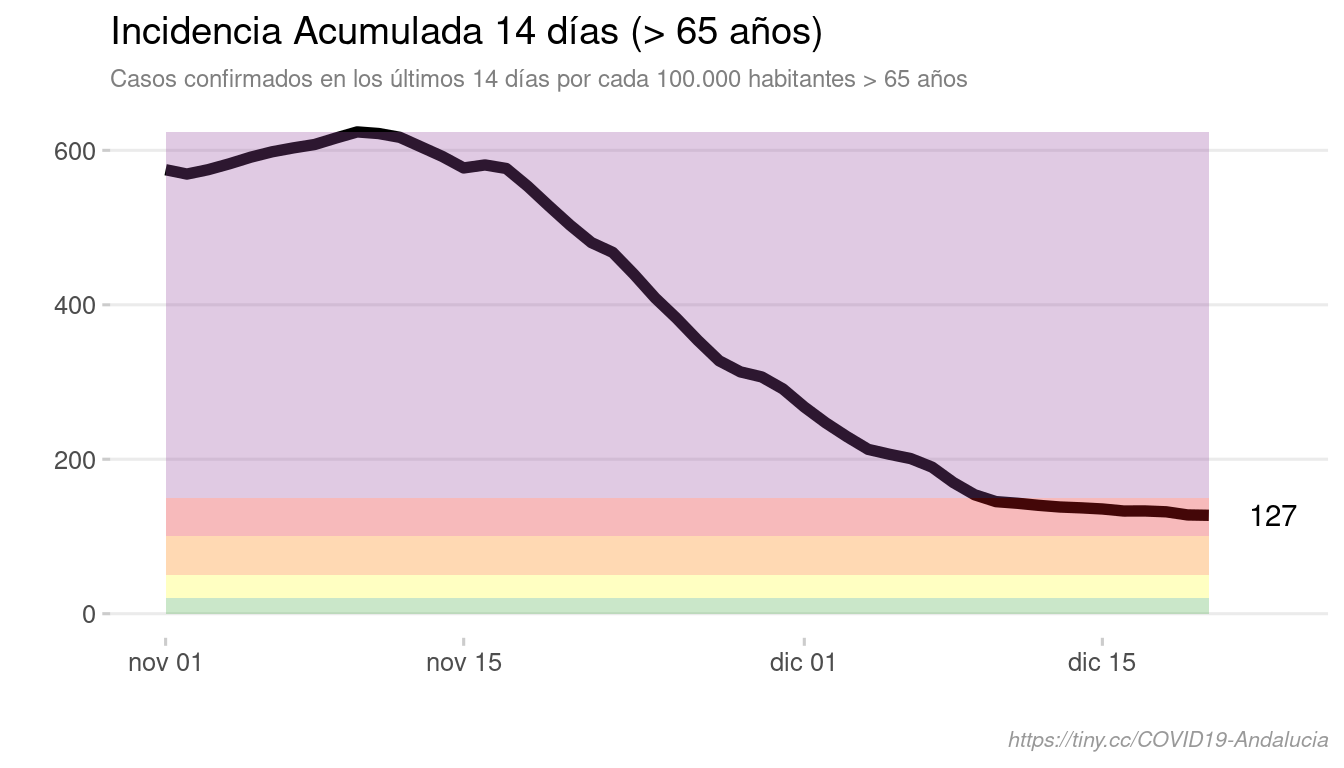 Incidencia Acumulada 14 días (> 65 años)
Casos confirmados en los últimos 14 días por cada 100.000 habitantes > 65 años
600
400
200
127
0
nov 01 nov 15 dic 01 dic 15
https://tiny.cc/COVID19-Andalucia